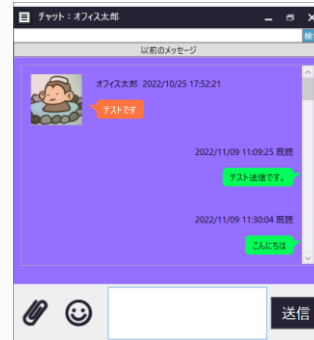 チャット：オフィス太郎
検
以前のメッセージ
オフィス太郎 2022/10/25 17:52:21
テストです
2022/11/09 11:09:25 既読
テスト送信です。
2022/11/09 11:30:04 既読
こんにちは
送信